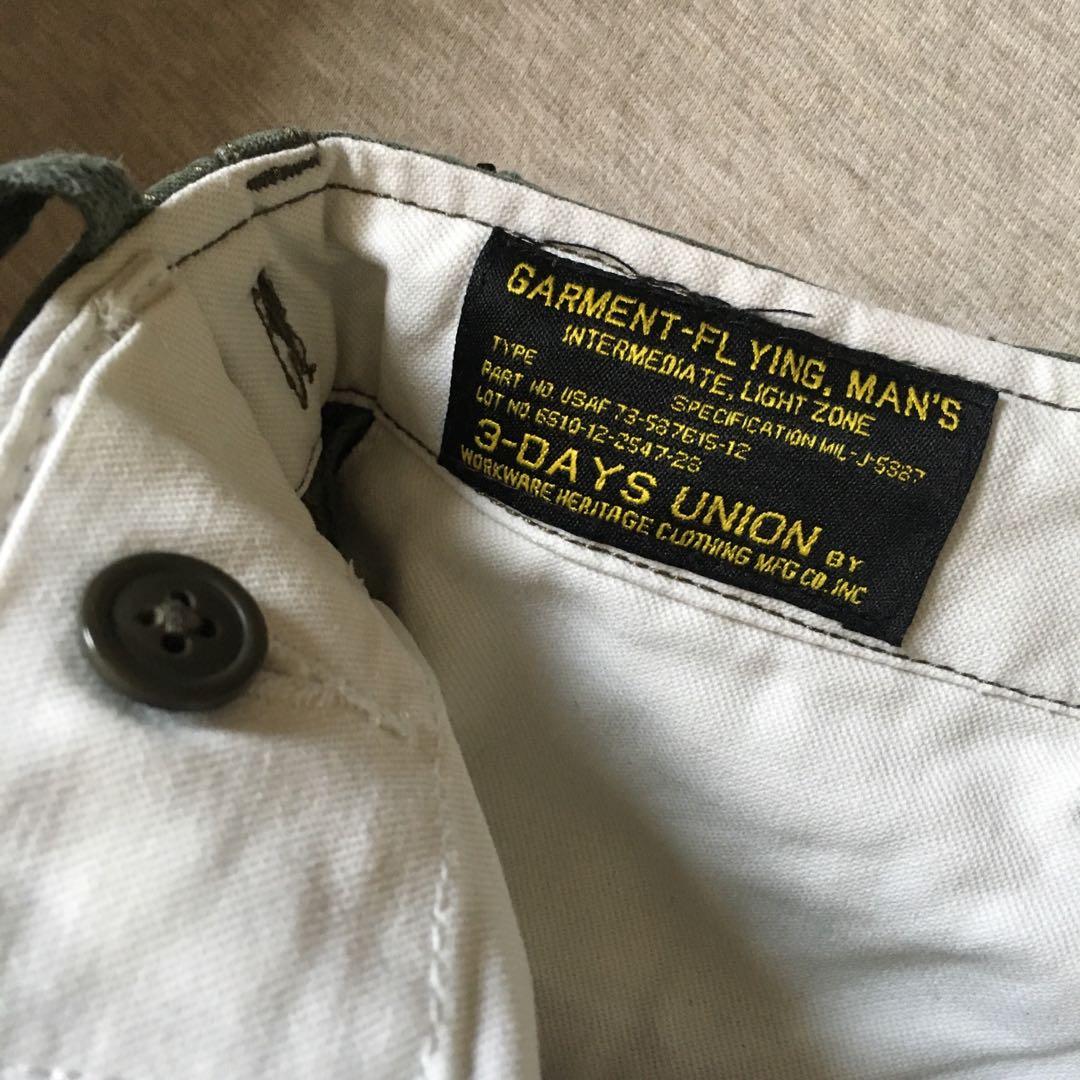 GARMENT-FLYING, MAN'S
INTERMEDIATE, LIGHT ZONE
TYPE SPECIFICATION MIL-J-5387
PART NO USAF 73-587615-12
LOT NO. 6510-12-2547-26
3-DAYS UNION BY
WORKWARE HERITAGE CLOTHING MFG CO. INC